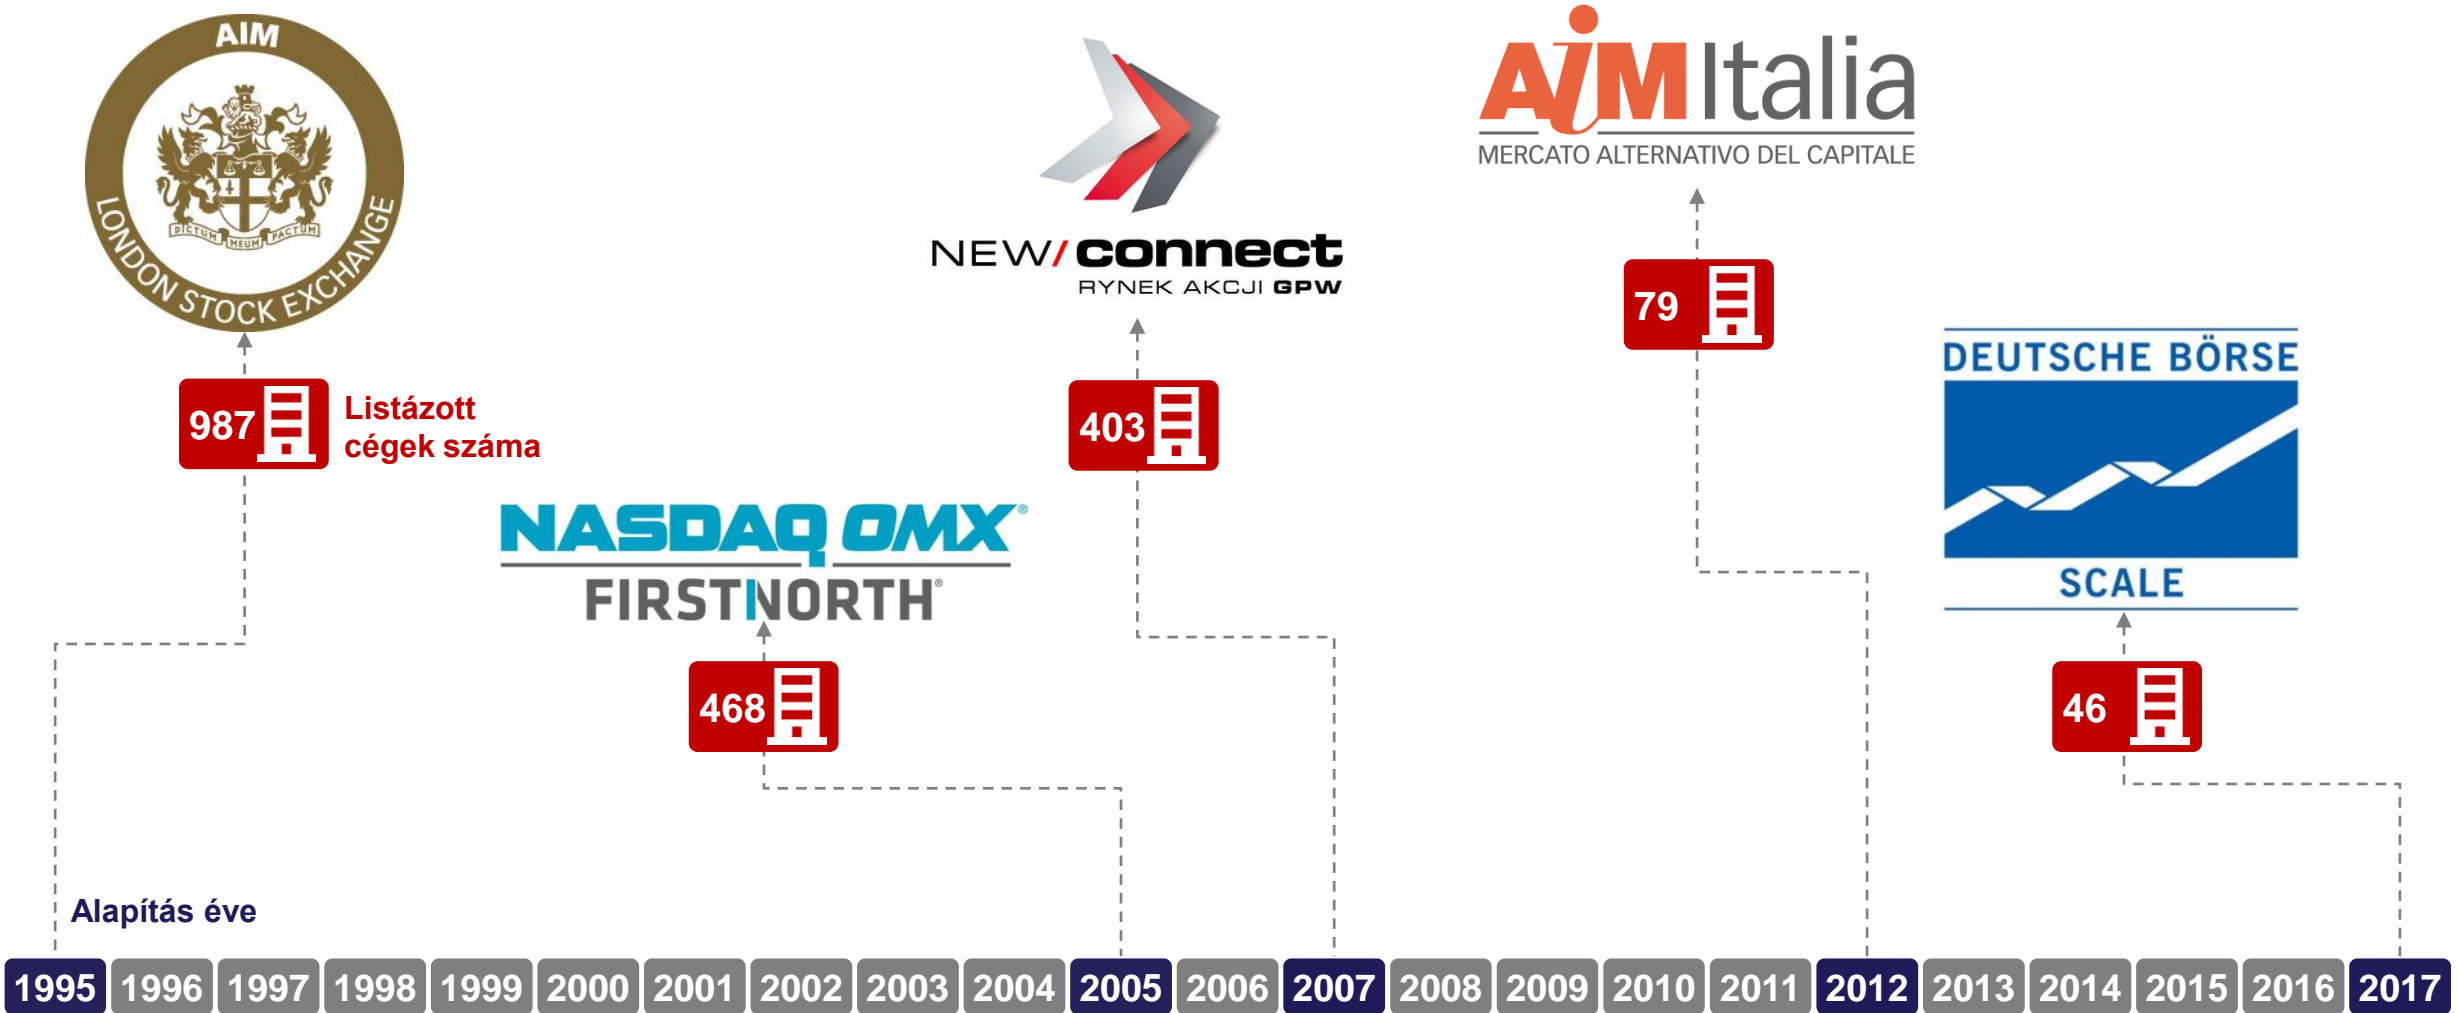 AIM
LONDON STOCK EXCHANGE
DICTUM MEUM PACTUM
987
Listázott
cégek száma
NASDAQ OMX®
FIRSTNORTH®
468
NEW/connect
RYNEK AKCJI GPW
403
AiM Italia
MERCATO ALTERNATIVO DEL CAPITALE
79
DEUTSCHE BÖRSE
SCALE
46
Alapítás éve
1995 1996 1997 1998 1999 2000 2001 2002 2003 2004 2005 2006 2007 2008 2009 2010 2011 2012 2013 2014 2015 2016 2017